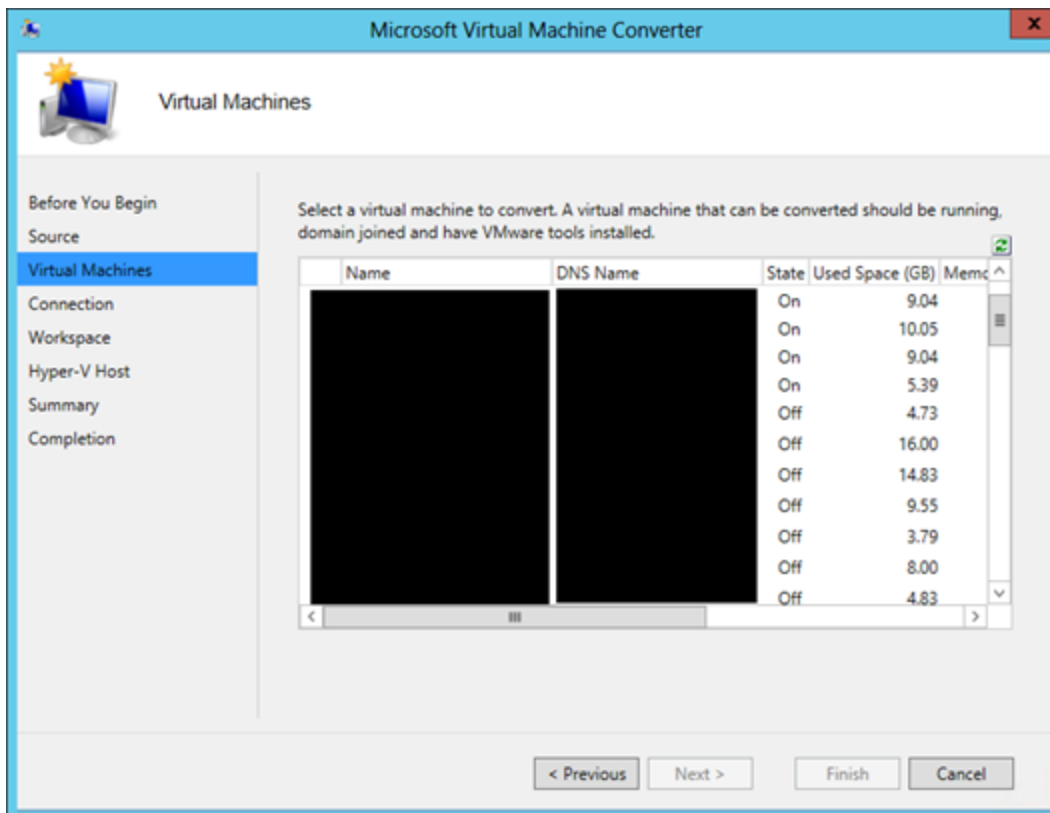 Microsoft Virtual Machine Converter
x
Virtual Machines
Before You Begin
Source
Virtual Machines
Connection
Workspace
Hyper-V Host
Summary
Completion
Select a virtual machine to convert. A virtual machine that can be converted should be running,
domain joined and have VMware tools installed.
Name DNS Name State Used Space (GB) Memo
On 9.04
On 10.05
On 9.04
On 5.39
Off 4.73
Off 16.00
Off 14.83
Off 9.55
Off 3.79
Off 8.00
Off 4.83
< Previous Next > Finish Cancel